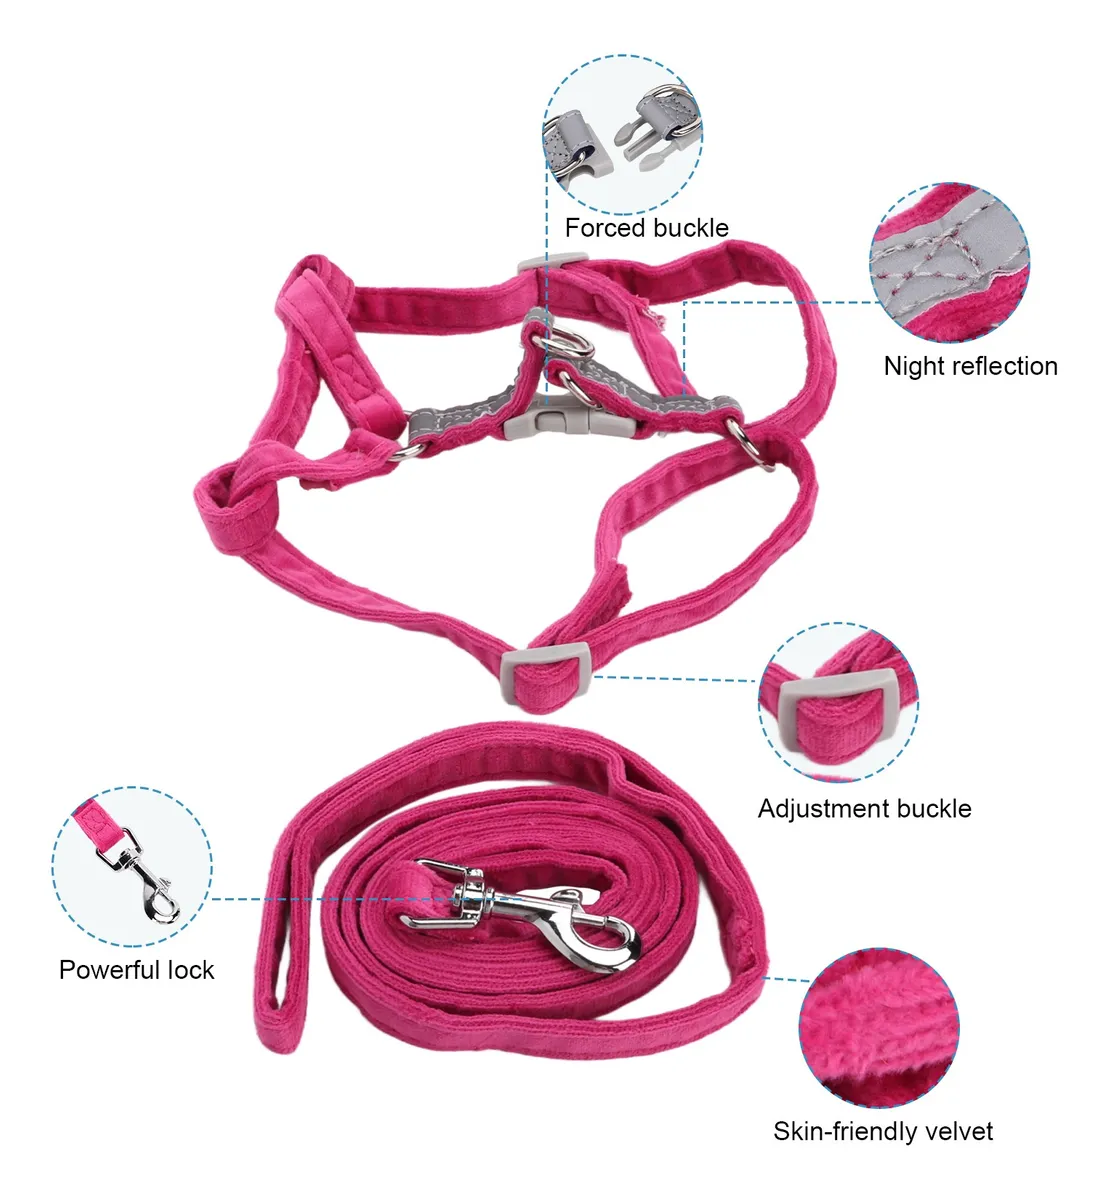 Forced buckle
Night reflection
Adjustment buckle
Powerful lock
Skin-friendly velvet